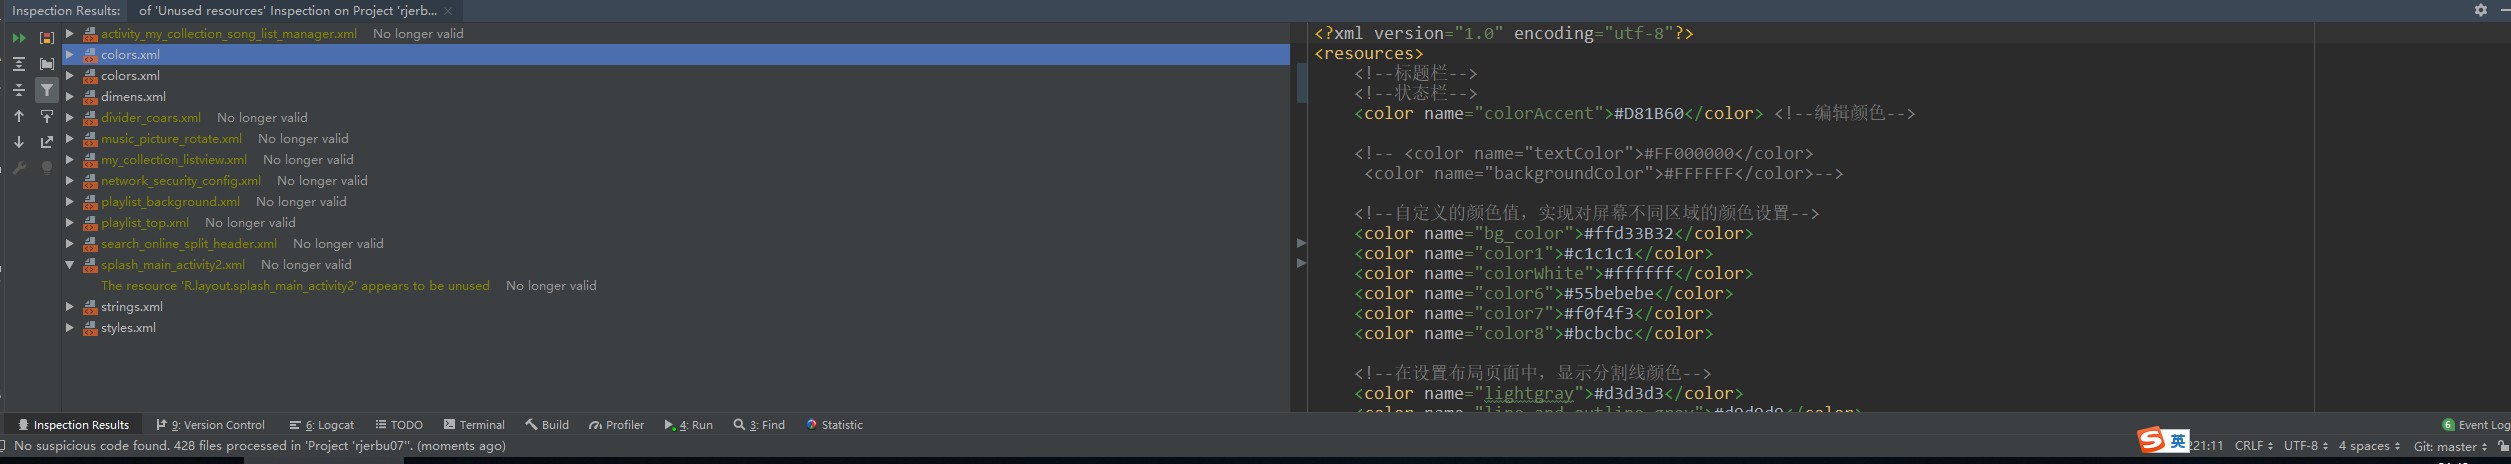 Inspection Results: of 'Unused resources' Inspection on Project 'rjerb...
activity_my_collection_song_list_manager.xml No longer valid
colors.xml
colors.xml
dimens.xml
divider_coars.xml No longer valid
music_picture_rotate.xml No longer valid
my_collection_listview.xml No longer valid
network_security_config.xml No longer valid
playlist_background.xml No longer valid
playlist_top.xml No longer valid
search_online_split_header.xml No longer valid
splash_main_activity2.xml No longer valid
The resource 'R.layout.splash_main_activity2' appears to be unused No longer valid
strings.xml
styles.xml
<?xml version="1.0" encoding="utf-8"?>
<resources>
<!--标题栏-->
<!--状态栏-->
<color name="colorAccent">#D81B60</color> <!--编辑颜色-->
<!-- <color name="textColor">#FF000000</color>
<color name="backgroundColor">#FFFFFF</color>-->
<!--自定义的颜色值，实现对屏幕不同区域的颜色设置-->
<color name="bg_color">#ffd33B32</color>
<color name="color1">#c1c1c1</color>
<color name="colorWhite">#ffffff</color>
<color name="color6">#55bebebe</color>
<color name="color7">#f0f4f3</color>
<color name="color8">#bcbcbc</color>
<!--在设置布局页面中，显示分割线颜色-->
<color name="lightgray">#d3d3d3</color>
Inspection Results 9: Version Control 6: Logcat TODO Terminal Build Profiler 4: Run 3: Find Statistic 6 Event Log
No suspicious code found. 428 files processed in 'Project 'rjerbu07''. (moments ago) S 英 221:11 CRLF UTF-8 4 spaces Git: master